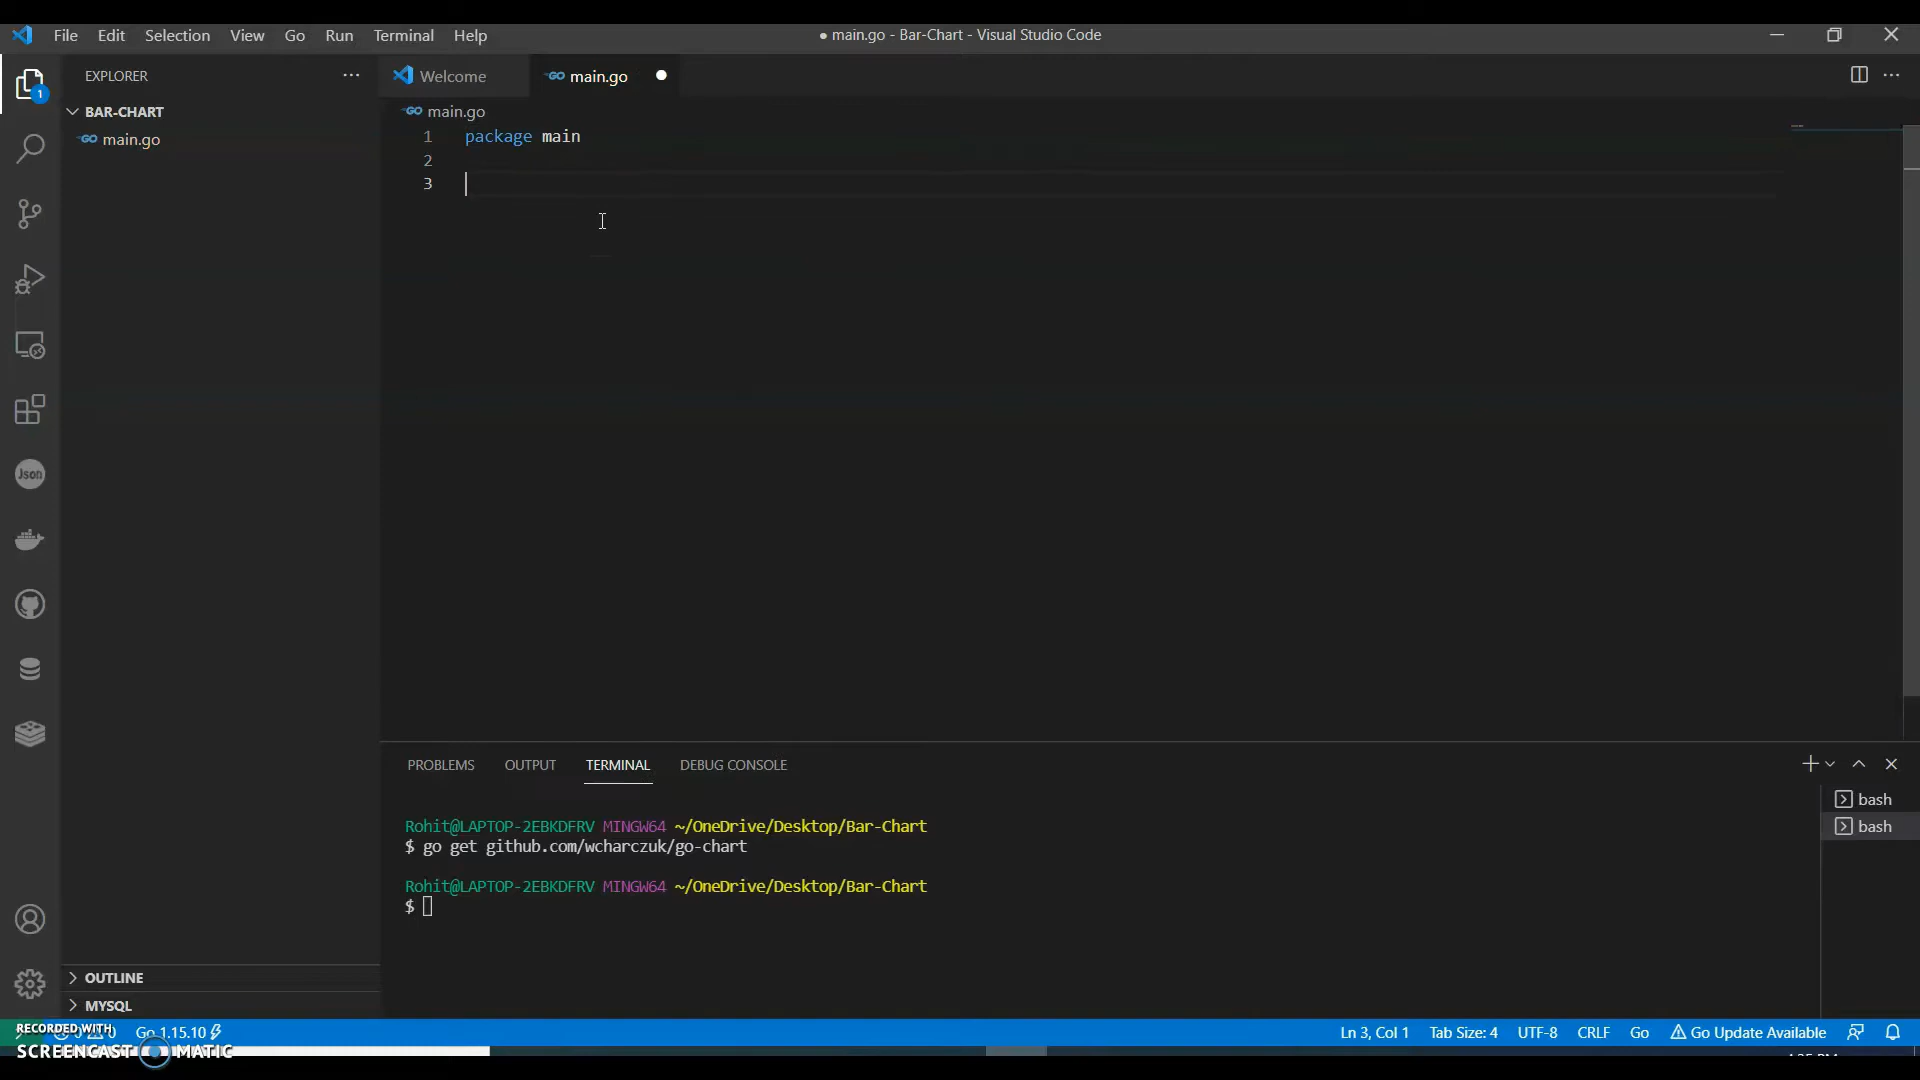 File Edit Selection View Go Run Terminal Help
● main.go - Bar-Chart - Visual Studio Code
EXPLORER
Welcome
main.go
BAR-CHART
main.go
main.go
1 package main
2
3
1
Json
PROBLEMS OUTPUT TERMINAL DEBUG CONSOLE
bash
bash
Rohit@LAPTOP-2EBKDFRV MINGW64 ~/OneDrive/Desktop/Bar-Chart
$ go get github.com/wcharczuk/go-chart
Rohit@LAPTOP-2EBKDFRV MINGW64 ~/OneDrive/Desktop/Bar-Chart
$
OUTLINE
MYSQL
RECORDED WITH
SCREENCAST MATIC
Go 1.15.10
Ln 3, Col 1 Tab Size: 4 UTF-8 CRLF Go Go Update Available